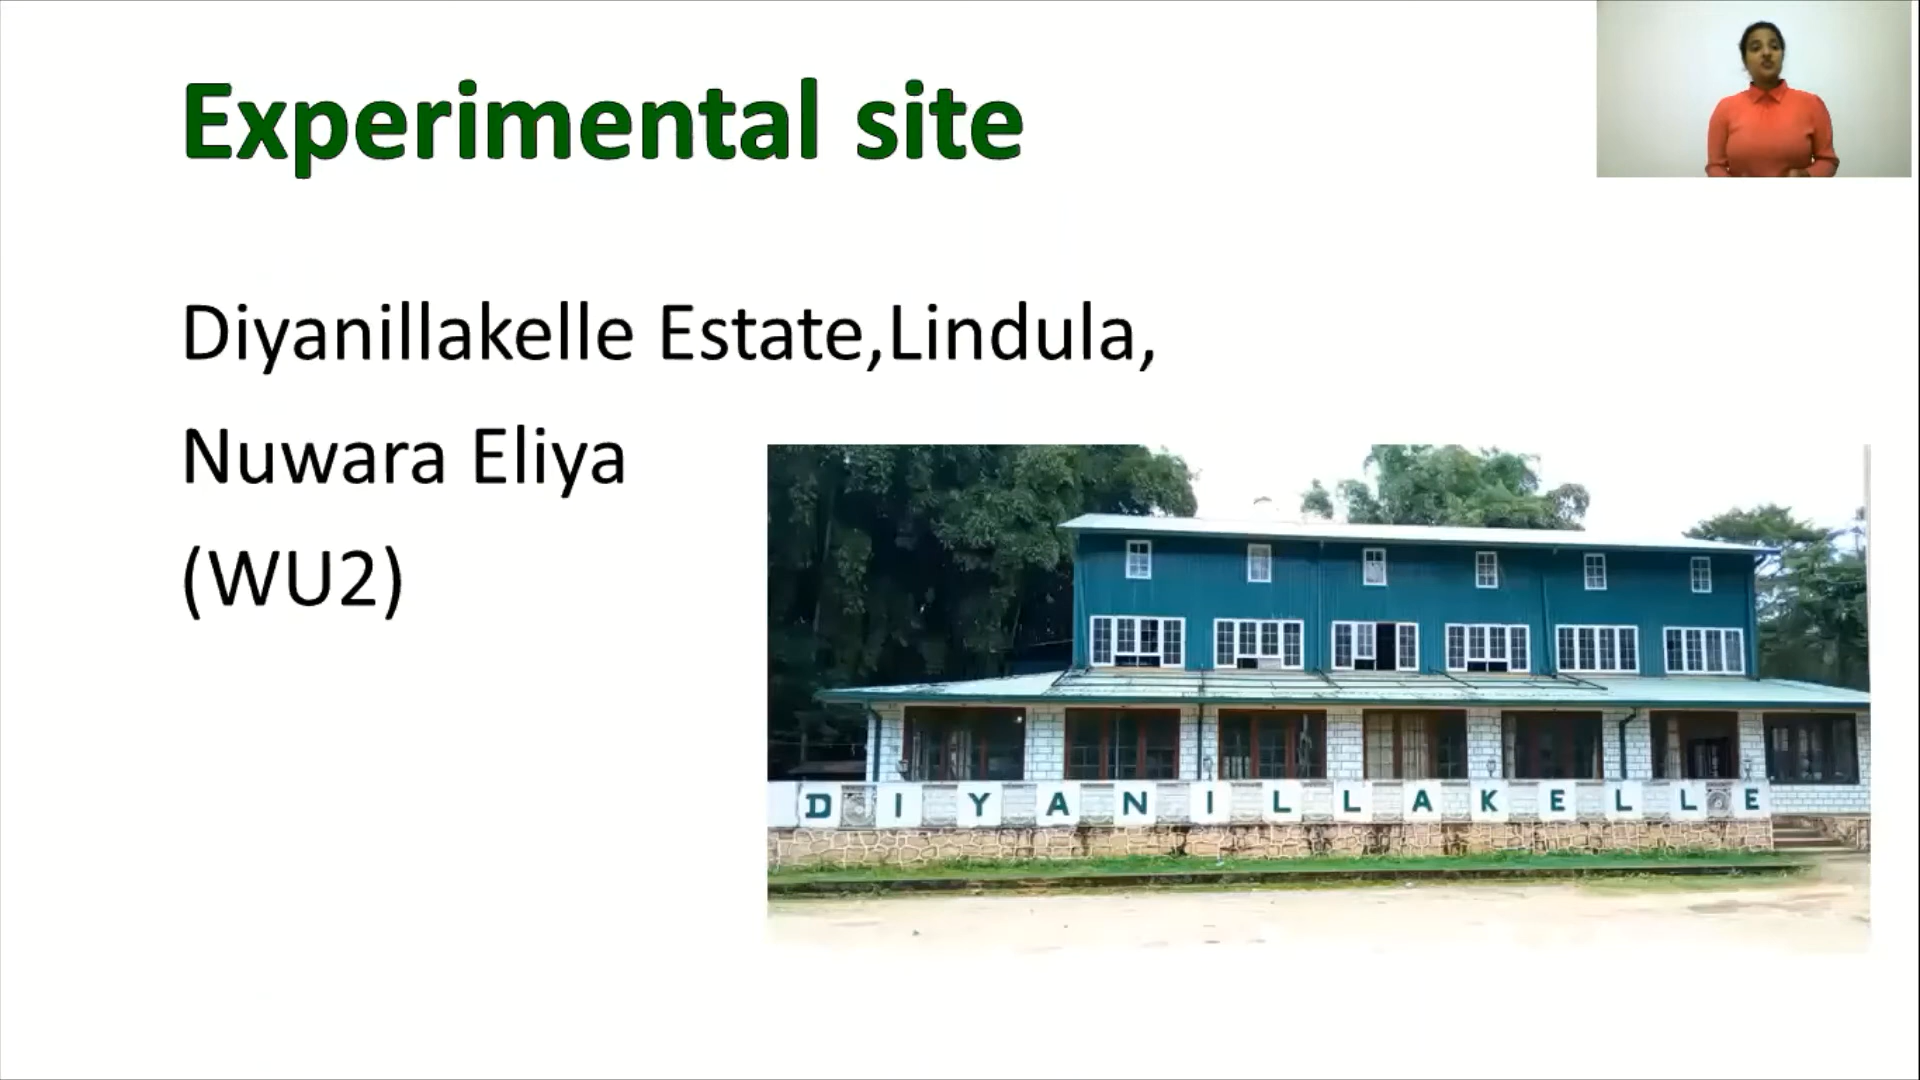 Experimental site
Diyanillakelle Estate,Lindula,
Nuwara Eliya
(WU2)
DIYANILLAKELLE